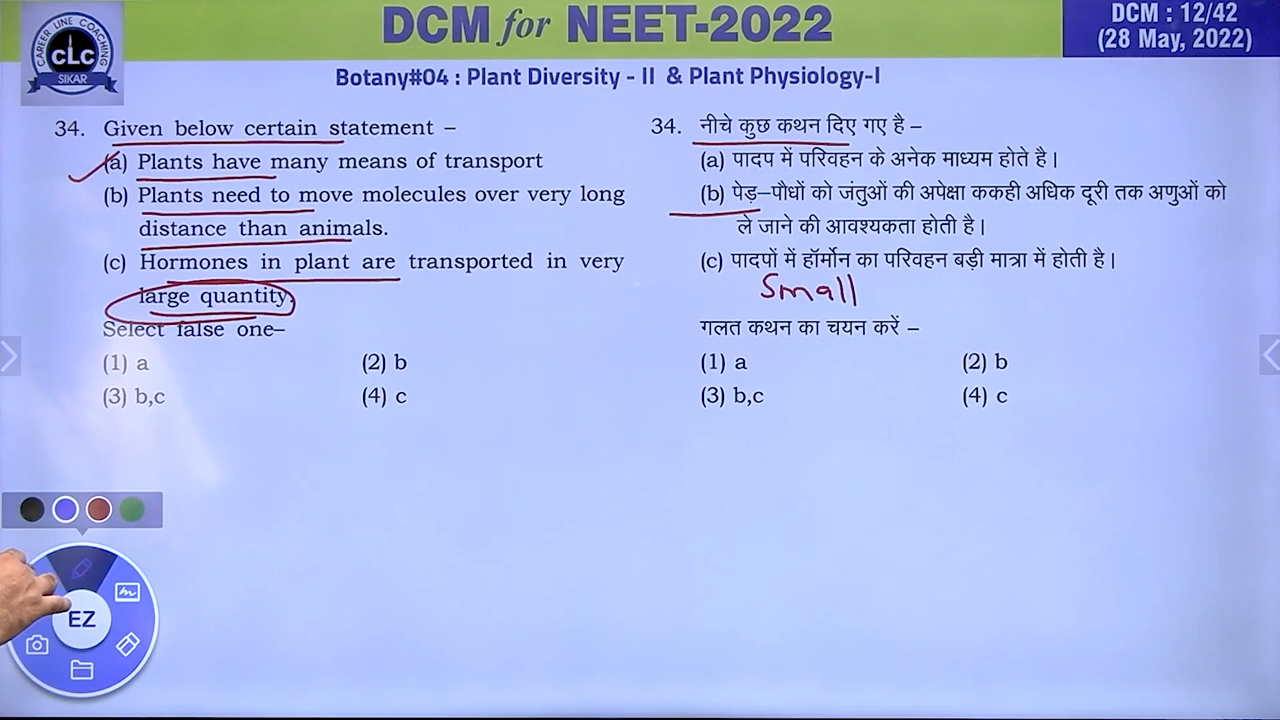 DCM for NEET-2022
DCM : 12/42
(28 May, 2022)
CAREER LINE COACHING
CLC
SIKAR
Botany#04 : Plant Diversity - II & Plant Physiology-I
34. Given below certain statement –
(a) Plants have many means of transport
(b) Plants need to move molecules over very long
distance than animals.
(c) Hormones in plant are transported in very
large quantity.
Select false one–
(1) a (2) b
(3) b,c (4) c
34. नीचे कुछ कथन दिए गए है –
(a) पादप में परिवहन के अनेक माध्यम होते है।
(b) पेड़–पौधों को जंतुओं की अपेक्षा ककही अधिक दूरी तक अणुओं को
ले जाने की आवश्यकता होती है।
(c) पादपों में हॉर्मोन का परिवहन बड़ी मात्रा में होती है।
Small
गलत कथन का चयन करें –
(1) a (2) b
(3) b,c (4) c
EZ